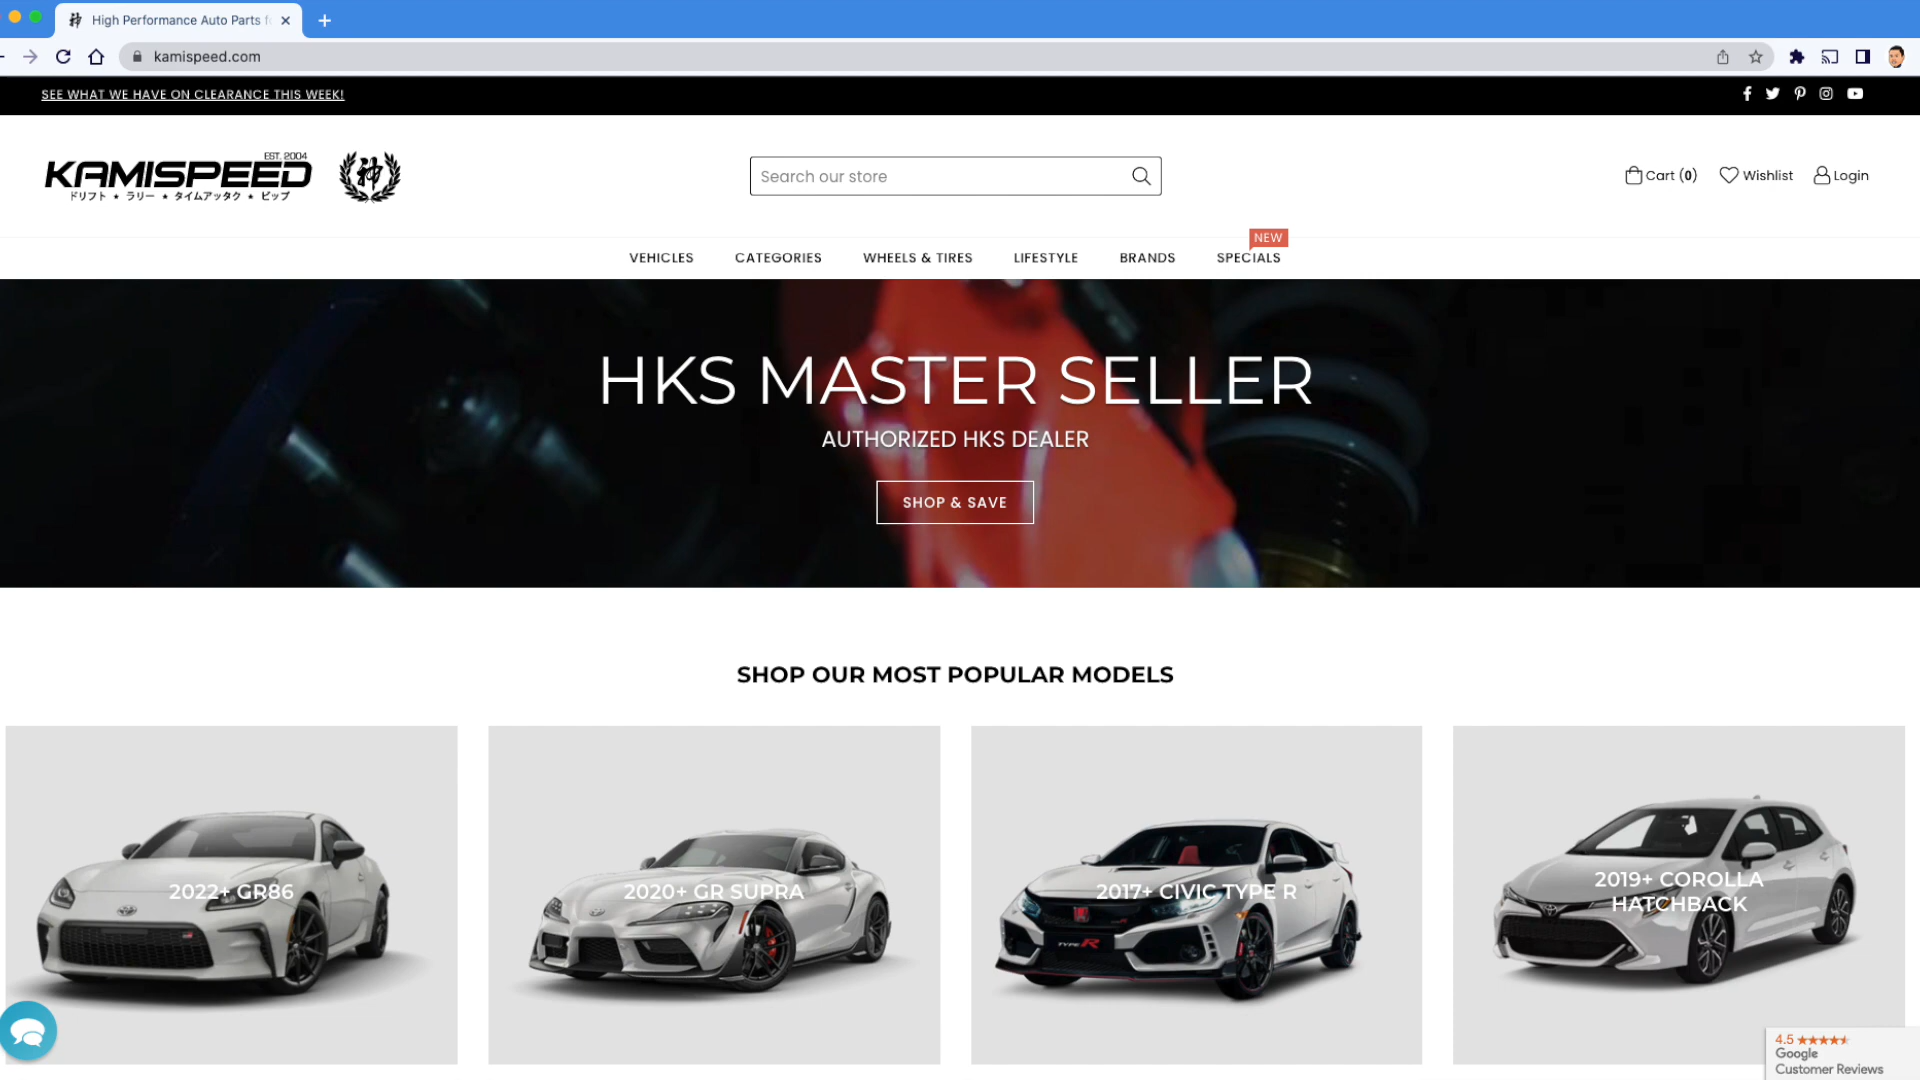 High Performance Auto Parts f
kamispeed.com
SEE WHAT WE HAVE ON CLEARANCE THIS WEEK!
EST. 2004
KAMISPEED
ドリフト ★ ラリー ★ タイムアッタク ★ ビップ
神
Search our store
Cart (0)
Wishlist
Login
NEW
VEHICLES
CATEGORIES
WHEELS & TIRES
LIFESTYLE
BRANDS
SPECIALS
HKS MASTER SELLER
AUTHORIZED HKS DEALER
SHOP & SAVE
SHOP OUR MOST POPULAR MODELS
2022+ GR86
2020+ GR SUPRA
2017+ CIVIC TYPE R
TYPE R
2019+ COROLLA
HATCHBACK
4.5 ★★★★
Google
Customer Reviews